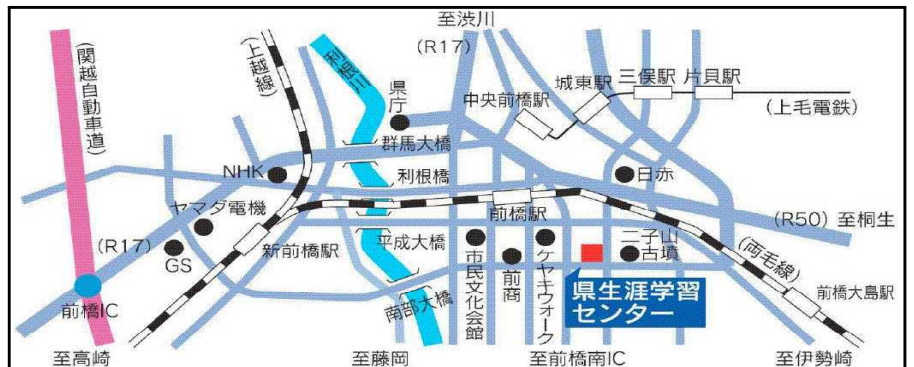 至渋川
(R17)
(関越自動車道)
(上越線)
利根川
県庁
中央前橋駅
城東駅
三俣駅
片貝駅
(上毛電鉄)
群馬大橋
NHK
利根橋
日赤
ヤマダ電機
前橋駅
(R50)至桐生
(R17)
GS
新前橋駅
平成大橋
市民文化会館
前商
ケヤキウォーク
二子山
古墳
(両毛線)
前橋大島駅
県生涯学習
センター
前橋IC
南部大橋
至高崎
至藤岡
至前橋南IC
至伊勢崎